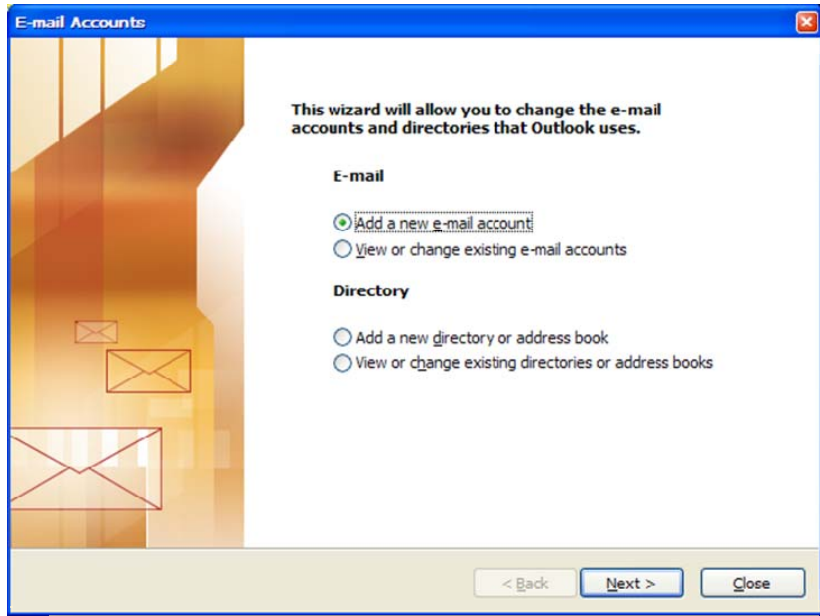 E-mail Accounts
This wizard will allow you to change the e-mail
accounts and directories that Outlook uses.
E-mail
Add a new e-mail account
View or change existing e-mail accounts
Directory
Add a new directory or address book
View or change existing directories or address books
< Back Next > Close